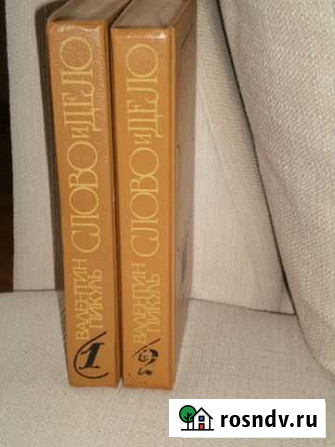 ВАЛЕНТИН
ПИКУЛЬ
СЛОВО И ДЕЛО
1
ВАЛЕНТИН
ПИКУЛЬ
СЛОВО И ДЕЛО
2
rosndv.ru